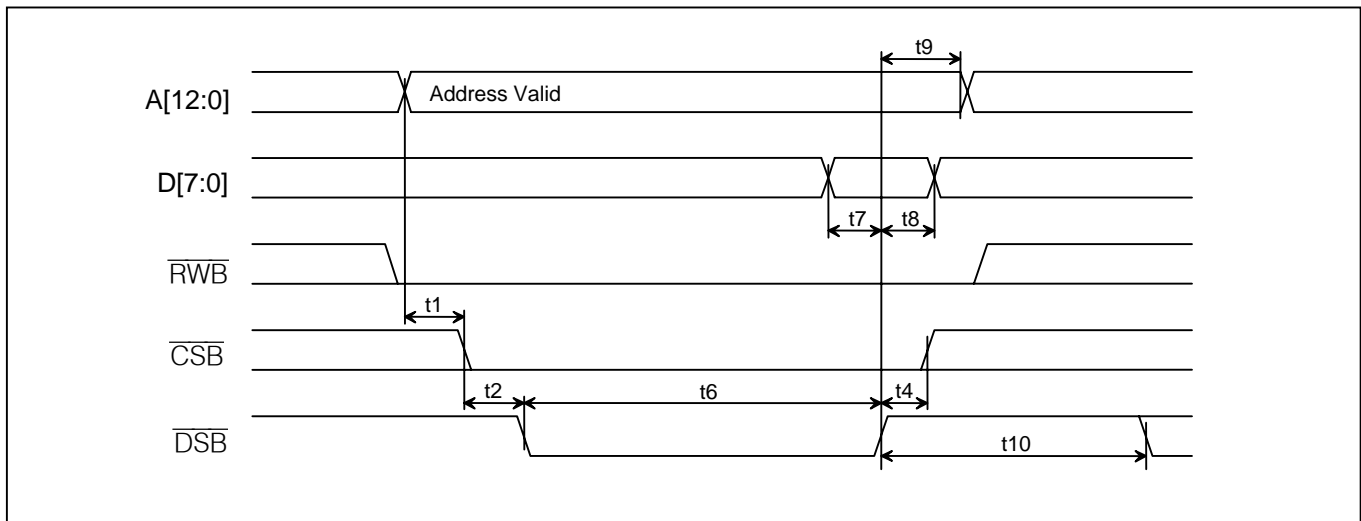 t9
A[12:0] Address Valid
D[7:0]
t7 t8
RWB
t1
CSB
t2 t6 t4
DSB
t10